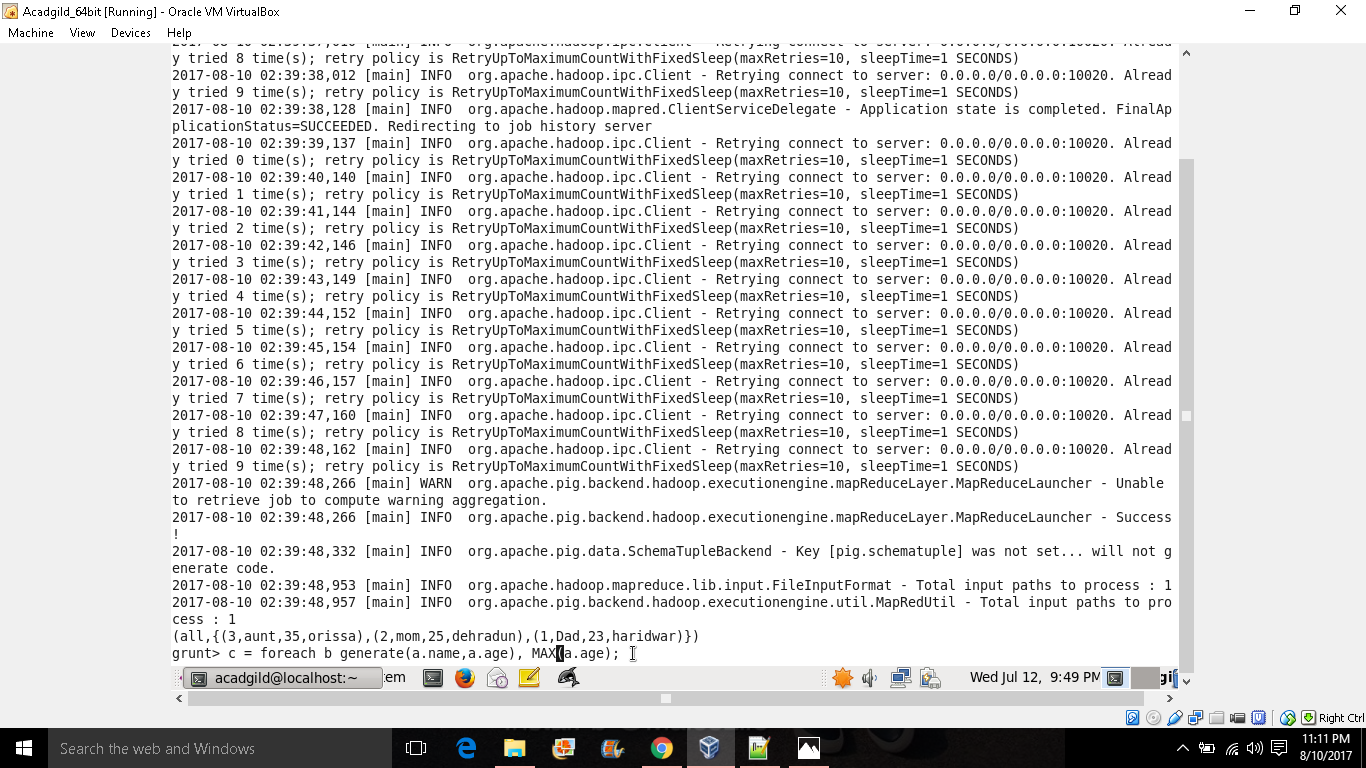 Acadgild_64bit [Running] - Oracle VM VirtualBox
Machine View Devices Help
y tried 8 time(s); retry policy is RetryUpToMaximumCountWithFixedSleep(maxRetries=10, sleepTime=1 SECONDS)
2017-08-10 02:39:38,012 [main] INFO  org.apache.hadoop.ipc.Client - Retrying connect to server: 0.0.0.0/0.0.0.0:10020. Alread
y tried 9 time(s); retry policy is RetryUpToMaximumCountWithFixedSleep(maxRetries=10, sleepTime=1 SECONDS)
2017-08-10 02:39:38,128 [main] INFO  org.apache.hadoop.mapred.ClientServiceDelegate - Application state is completed. FinalAp
plicationStatus=SUCCEEDED. Redirecting to job history server
2017-08-10 02:39:39,137 [main] INFO  org.apache.hadoop.ipc.Client - Retrying connect to server: 0.0.0.0/0.0.0.0:10020. Alread
y tried 0 time(s); retry policy is RetryUpToMaximumCountWithFixedSleep(maxRetries=10, sleepTime=1 SECONDS)
2017-08-10 02:39:40,140 [main] INFO  org.apache.hadoop.ipc.Client - Retrying connect to server: 0.0.0.0/0.0.0.0:10020. Alread
y tried 1 time(s); retry policy is RetryUpToMaximumCountWithFixedSleep(maxRetries=10, sleepTime=1 SECONDS)
2017-08-10 02:39:41,144 [main] INFO  org.apache.hadoop.ipc.Client - Retrying connect to server: 0.0.0.0/0.0.0.0:10020. Alread
y tried 2 time(s); retry policy is RetryUpToMaximumCountWithFixedSleep(maxRetries=10, sleepTime=1 SECONDS)
2017-08-10 02:39:42,146 [main] INFO  org.apache.hadoop.ipc.Client - Retrying connect to server: 0.0.0.0/0.0.0.0:10020. Alread
y tried 3 time(s); retry policy is RetryUpToMaximumCountWithFixedSleep(maxRetries=10, sleepTime=1 SECONDS)
2017-08-10 02:39:43,149 [main] INFO  org.apache.hadoop.ipc.Client - Retrying connect to server: 0.0.0.0/0.0.0.0:10020. Alread
y tried 4 time(s); retry policy is RetryUpToMaximumCountWithFixedSleep(maxRetries=10, sleepTime=1 SECONDS)
2017-08-10 02:39:44,152 [main] INFO  org.apache.hadoop.ipc.Client - Retrying connect to server: 0.0.0.0/0.0.0.0:10020. Alread
y tried 5 time(s); retry policy is RetryUpToMaximumCountWithFixedSleep(maxRetries=10, sleepTime=1 SECONDS)
2017-08-10 02:39:45,154 [main] INFO  org.apache.hadoop.ipc.Client - Retrying connect to server: 0.0.0.0/0.0.0.0:10020. Alread
y tried 6 time(s); retry policy is RetryUpToMaximumCountWithFixedSleep(maxRetries=10, sleepTime=1 SECONDS)
2017-08-10 02:39:46,157 [main] INFO  org.apache.hadoop.ipc.Client - Retrying connect to server: 0.0.0.0/0.0.0.0:10020. Alread
y tried 7 time(s); retry policy is RetryUpToMaximumCountWithFixedSleep(maxRetries=10, sleepTime=1 SECONDS)
2017-08-10 02:39:47,160 [main] INFO  org.apache.hadoop.ipc.Client - Retrying connect to server: 0.0.0.0/0.0.0.0:10020. Alread
y tried 8 time(s); retry policy is RetryUpToMaximumCountWithFixedSleep(maxRetries=10, sleepTime=1 SECONDS)
2017-08-10 02:39:48,162 [main] INFO  org.apache.hadoop.ipc.Client - Retrying connect to server: 0.0.0.0/0.0.0.0:10020. Alread
y tried 9 time(s); retry policy is RetryUpToMaximumCountWithFixedSleep(maxRetries=10, sleepTime=1 SECONDS)
2017-08-10 02:39:48,266 [main] WARN  org.apache.pig.backend.hadoop.executionengine.mapReduceLayer.MapReduceLauncher - Unable
to retrieve job to compute warning aggregation.
2017-08-10 02:39:48,266 [main] INFO  org.apache.pig.backend.hadoop.executionengine.mapReduceLayer.MapReduceLauncher - Success
!
2017-08-10 02:39:48,332 [main] INFO  org.apache.pig.data.SchemaTupleBackend - Key [pig.schematuple] was not set... will not g
enerate code.
2017-08-10 02:39:48,953 [main] INFO  org.apache.hadoop.mapreduce.lib.input.FileInputFormat - Total input paths to process : 1
2017-08-10 02:39:48,957 [main] INFO  org.apache.pig.backend.hadoop.executionengine.util.MapRedUtil - Total input paths to pro
cess : 1
(all,{(3,aunt,35,orissa),(2,mom,25,dehradun),(1,Dad,23,haridwar)})
grunt> c = foreach b generate(a.name,a.age), MAX(a.age);
acadgild@localhost:~ Wed Jul 12, 9:49 PM
Right Ctrl
Search the web and Windows
11:11 PM
8/10/2017